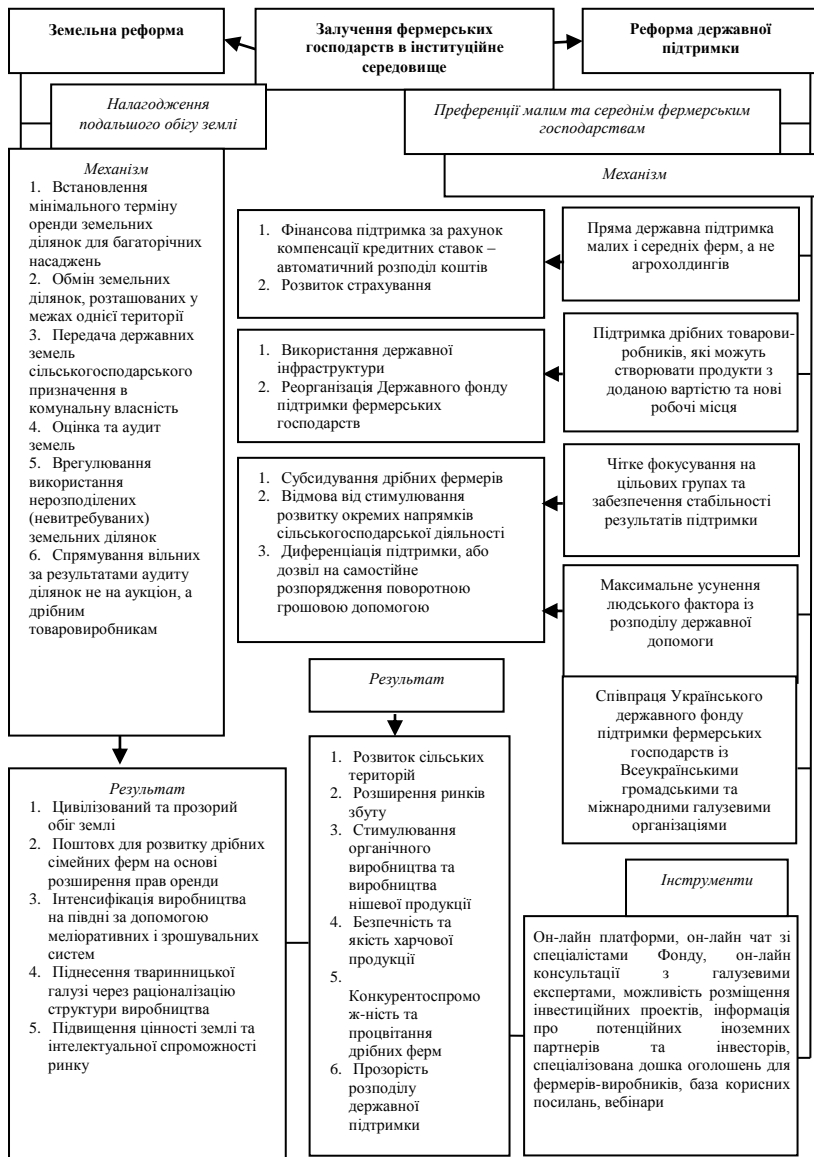 Земельна реформа
Залучення фермерських
господарств в інституційне
середовище
Реформа державної
підтримки
Налагодження
подальшого обігу землі
Преференції малим та середнім фермерським
господарствам
Механізм
1. Встановлення
мінімального терміну
оренди земельних
ділянок для багаторічних
насаджень
2. Обмін земельних
ділянок, розташованих у
межах однієї території
3. Передача державних
земель
сільськогосподарського
призначення в
комунальну власність
4. Оцінка та аудит
земель
5. Врегулювання
використання
нерозподілених
(невитребуваних)
земельних ділянок
6. Спрямування вільних
за результатами аудиту
ділянок не на аукціон, а
дрібним
товаровиробникам
Механізм
1. Фінансова підтримка за рахунок
компенсації кредитних ставок –
автоматичний розподіл коштів
2. Розвиток страхування
Пряма державна підтримка
малих і середніх ферм, а не
агрохолдингів
1. Використання державної
інфраструктури
2. Реорганізація Державного фонду
підтримки фермерських
господарств
Підтримка дрібних товарови-
робників, які можуть
створювати продукти з
доданою вартістю та нові
робочі місця
1. Субсидування дрібних фермерів
2. Відмова від стимулювання
розвитку окремих напрямків
сільськогосподарської діяльності
3. Диференціація підтримки, або
дозвіл на самостійне
розпорядження поворотною
грошовою допомогою
Чітке фокусування на
цільових групах та
забезпечення стабільності
результатів підтримки
Максимальне усунення
людського фактора із
розподілу державної
допомоги
Співпраця Українського
державного фонду
підтримки фермерських
господарств із
Всеукраїнськими
громадськими та
міжнародними галузевими
організаціями
Результат
1. Цивілізований та прозорий
обіг землі
2. Поштовх для розвитку дрібних
сімейних ферм на основі
розширення прав оренди
3. Інтенсифікація виробництва
на півдні за допомогою
меліоративних і зрошувальних
систем
4. Піднесення тваринницької
галузі через раціоналізацію
структури виробництва
5. Підвищення цінності землі та
інтелектуальної спроможності
ринку
Результат
1. Розвиток сільських
територій
2. Розширення ринків
збуту
3. Стимулювання
органічного
виробництва та
виробництва
нішевої продукції
4. Безпечність та
якість харчової
продукції
5.
Конкурентоспромо
ж-ність та
процвітання
дрібних ферм
6. Прозорість
розподілу
державної
підтримки
Інструменти
Он-лайн платформи, он-лайн чат зі
спеціалістами Фонду, он-лайн
консультації з галузевими
експертами, можливість розміщення
інвестиційних проектів, інформація
про потенційних іноземних
партнерів та інвесторів,
спеціалізована дошка оголошень для
фермерів-виробників, база корисних
посилань, вебінари